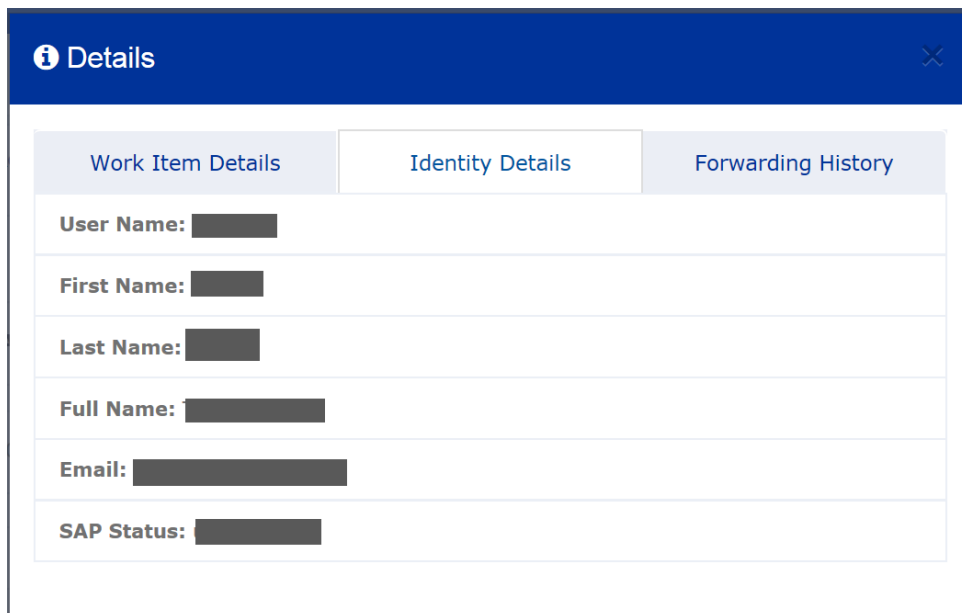 Details
Work Item Details Identity Details Forwarding History
User Name:
First Name:
Last Name:
Full Name:
Email:
SAP Status: